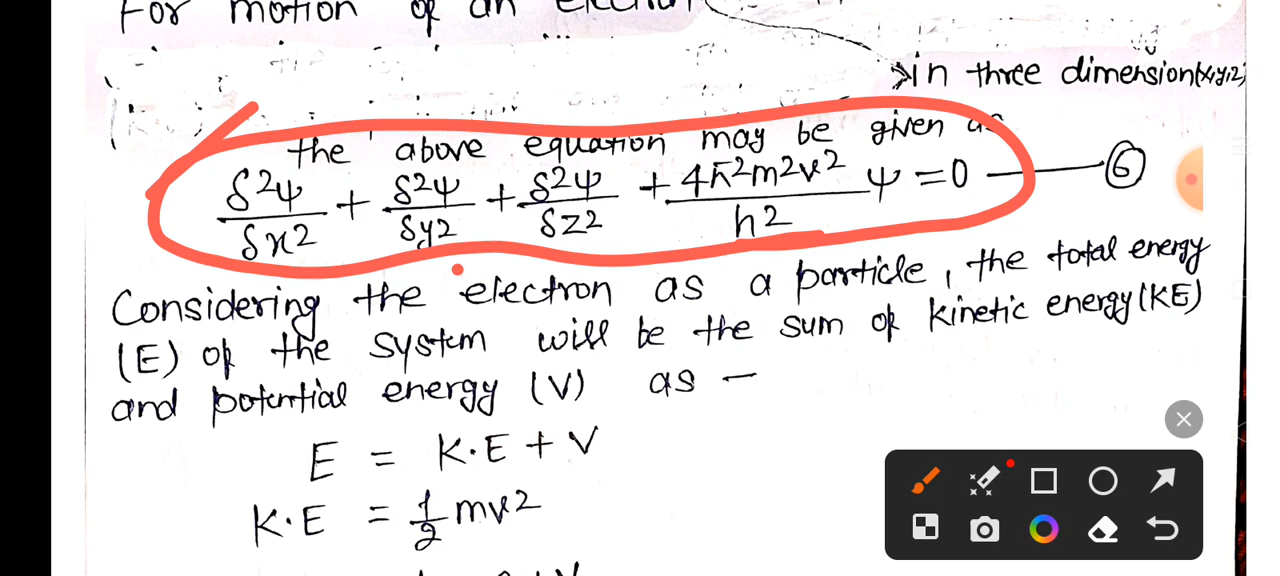 For motion of an
in three dimension(x,y,z)
the above equation may be given as
δ²ψ/δx² + δ²ψ/δy² + δ²ψ/δz² + 4π²m²v²/h² ψ = 0 — ⑥
Considering the electron as a particle, the total energy
(E) of the system will be the sum of kinetic energy (KE)
and potential energy (V) as —
E = K.E + V
K.E = 1/2 mv2